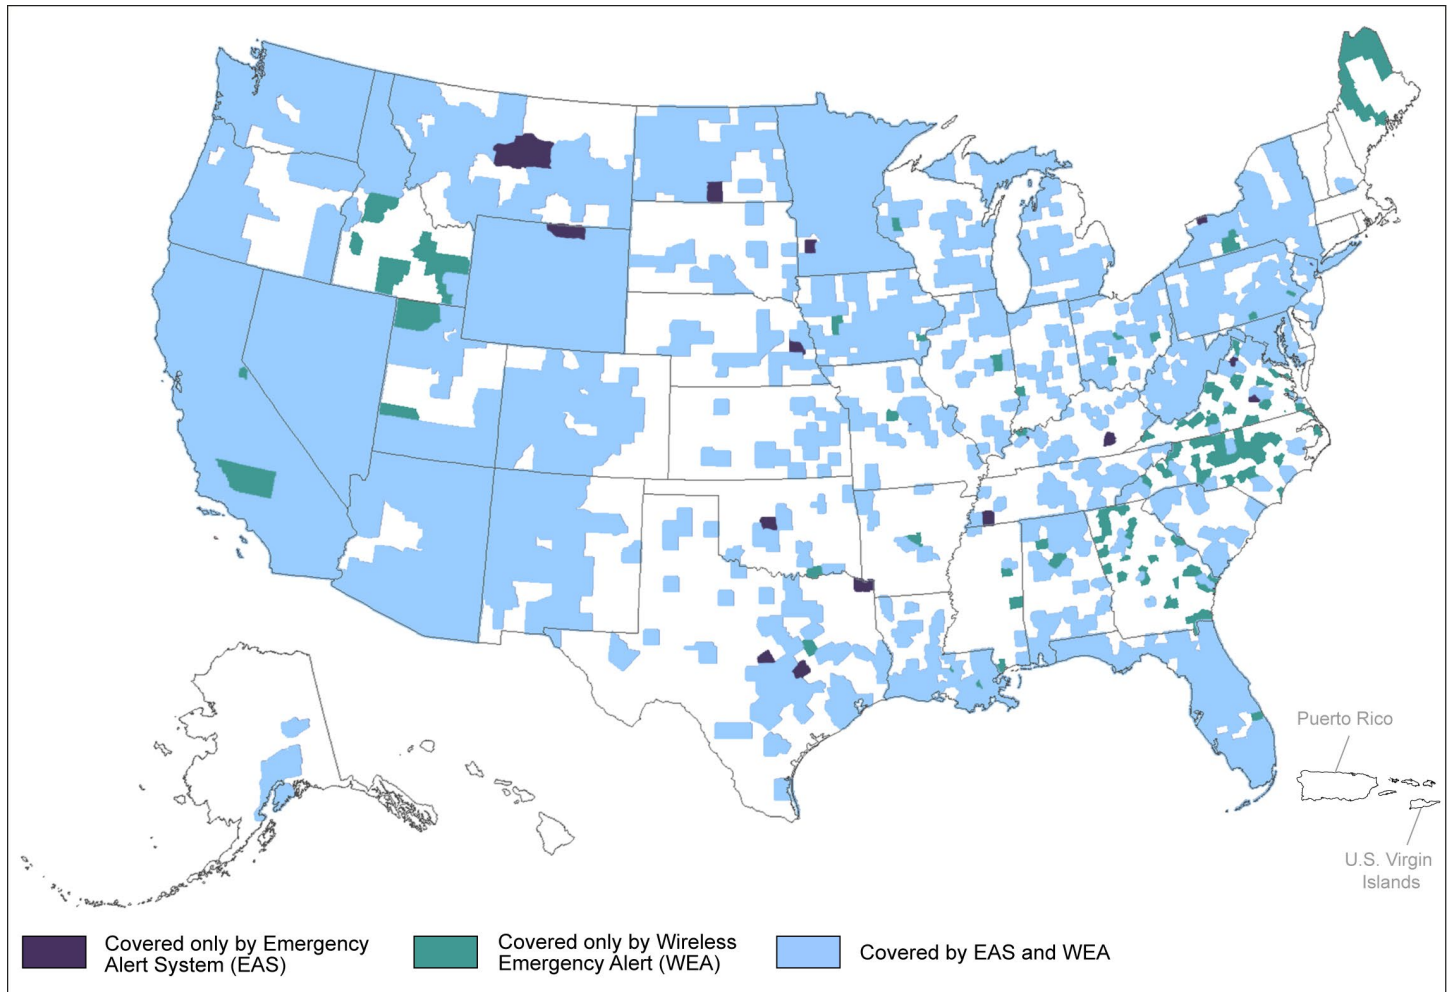 Puerto Rico
U.S. Virgin
Islands
Covered only by Emergency
Alert System (EAS)
Covered only by Wireless
Emergency Alert (WEA)
Covered by EAS and WEA